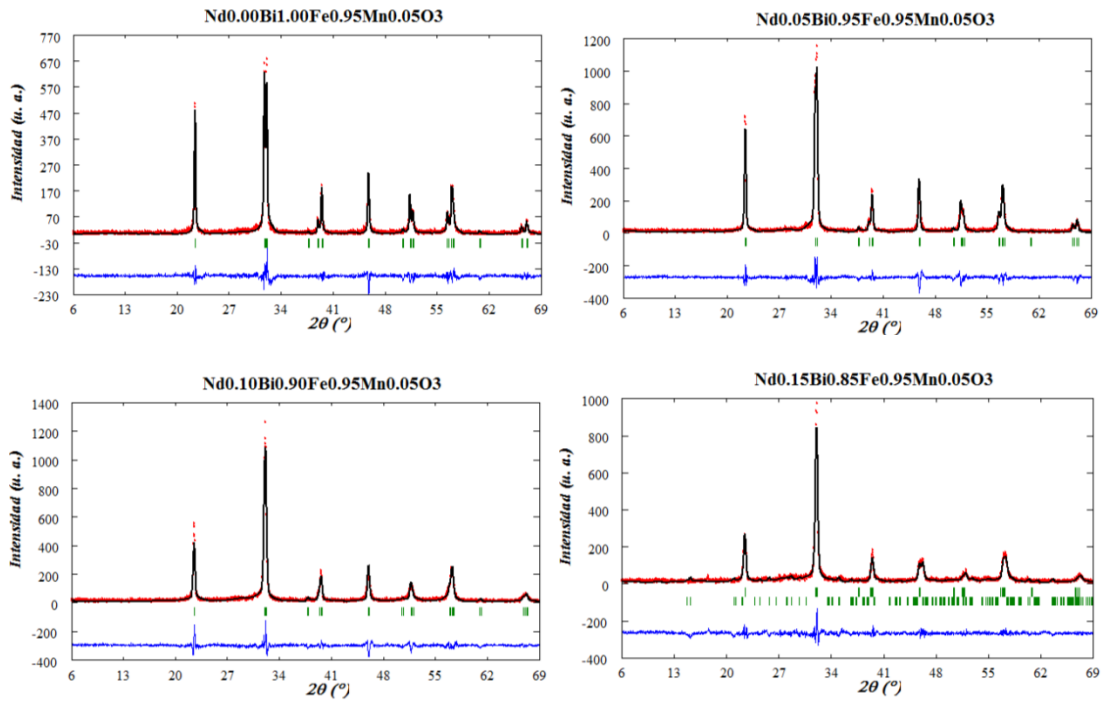 Nd0.00Bi1.00Fe0.95Mn0.05O3
Intensidad (u. a.)
770
670
570
470
370
270
170
70
-30
-130
-230
6 13 20 27 34 41 48 55 62 69
2θ (°)
Nd0.05Bi0.95Fe0.95Mn0.05O3
Intensidad (u. a.)
1200
1000
800
600
400
200
0
-200
-400
6 13 20 27 34 41 48 55 62 69
2θ (°)
Nd0.10Bi0.90Fe0.95Mn0.05O3
Intensidad (u. a.)
1400
1200
1000
800
600
400
200
0
-200
-400
6 13 20 27 34 41 48 55 62 69
2θ (°)
Nd0.15Bi0.85Fe0.95Mn0.05O3
Intensidad (u. a.)
1000
800
600
400
200
0
-200
-400
6 13 20 27 34 41 48 55 62 69
2θ (°)